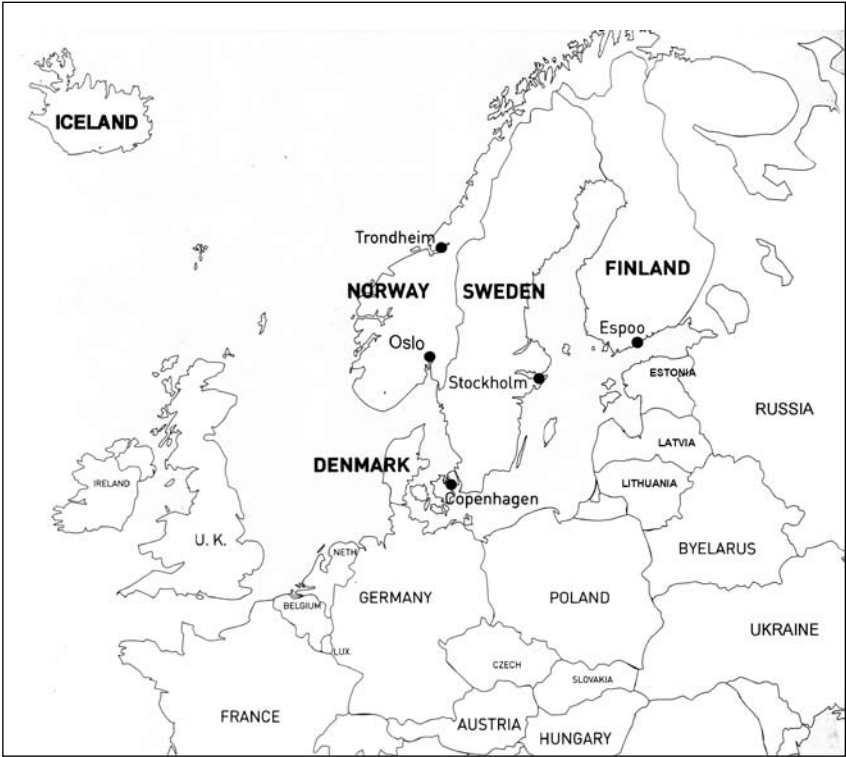 ICELAND
Trondheim
NORWAY
SWEDEN
FINLAND
Oslo
Espoo
Stockholm
ESTONIA
RUSSIA
LATVIA
DENMARK
IRELAND
LITHUANIA
Copenhagen
U. K.
NETH
BYELARUS
BELGIUM
GERMANY
POLAND
UKRAINE
LUX.
CZECH
SLOVAKIA
FRANCE
AUSTRIA
HUNGARY